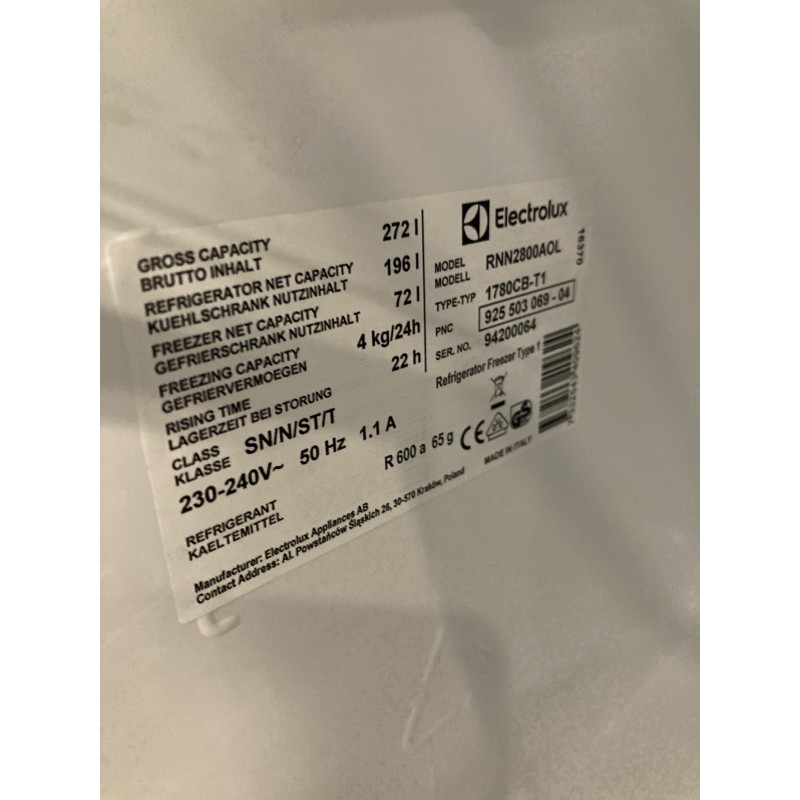 GROSS CAPACITY
BRUTTO INHALT
272 l
REFRIGERATOR NET CAPACITY
KUEHLSCHRANK NUTZINHALT
196 l
FREEZER NET CAPACITY
GEFRIERSCHRANK NUTZINHALT
72 l
FREEZING CAPACITY
GEFRIERVERMOEGEN
4 kg/24h
RISING TIME
LAGERZEIT BEI STORUNG
22 h
CLASS
KLASSE
SN/N/ST/T
230-240V~ 50 Hz 1.1 A
REFRIGERANT
KAELTEMITTEL
R 600 a 65 g
Manufacturer: Electrolux Appliances AB
Contact Address: Al. Powstańców Śląskich 26, 30-570 Kraków, Poland
Electrolux
MODEL
MODELL
RNN2800AOL
TYPE-TYP 1780CB-T1
PNC 925 503 069 - 04
SER. NO. 94200064
Refrigerator Freezer Type 1
CE
MADE IN ITALY
16370